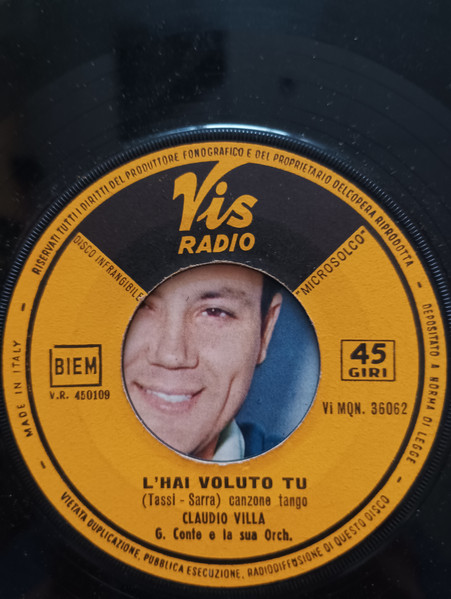 RISERVATI TUTTI I DIRITTI DEL PRODUTTORE FONOGRAFICO E DEL PROPRIETARIO DELL'OPERA RIPRODOTTA
Vis
RADIO
DISCO INFRANGIBILE
"MICROSOLCO"
MADE IN ITALY
DEPOSITATO A NORMA DI LEGGE
BIEM
V.R. 450109
45
GIRI
Vi MQN. 36062
L'HAI VOLUTO TU
(Tassi - Sarra) canzone tango
CLAUDIO VILLA
G. Conte e la sua Orch.
VIETATA DUPLICAZIONE, PUBBLICA ESECUZIONE, RADIODIFFUSIONE DI QUESTO DISCO